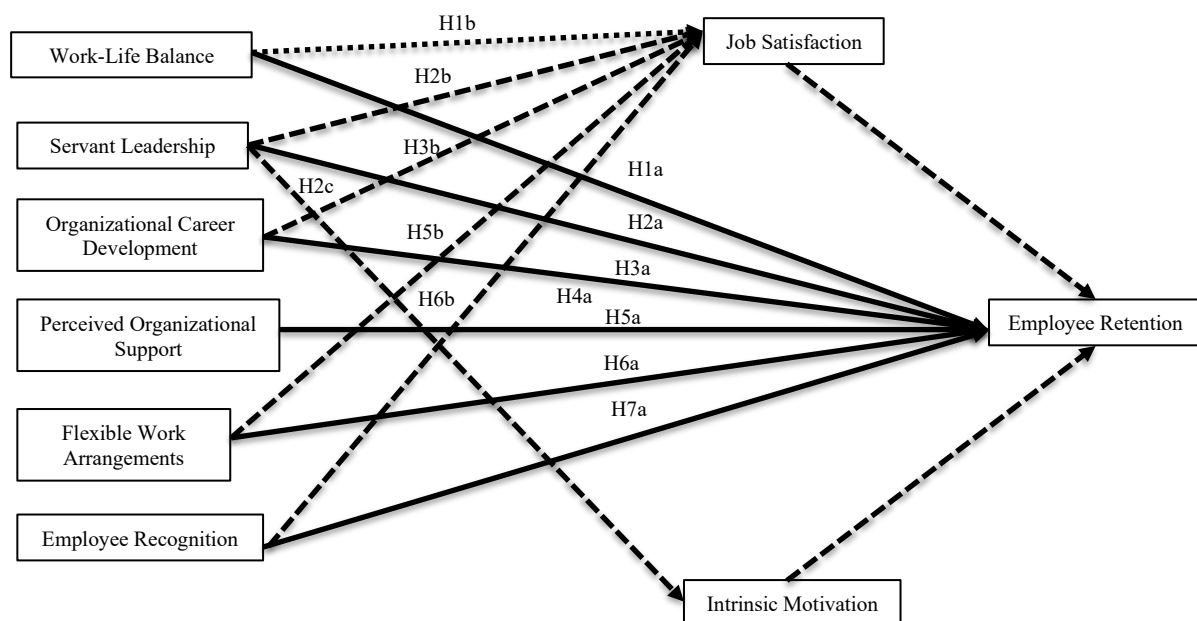 H1b
Work-Life Balance
Job Satisfaction
H2b
Servant Leadership
H3b
H2c
H1a
Organizational Career
Development
H2a
H5b
H3a
H6b
H4a
Perceived Organizational
Support
H5a
Employee Retention
H6a
H7a
Flexible Work
Arrangements
Employee Recognition
Intrinsic Motivation